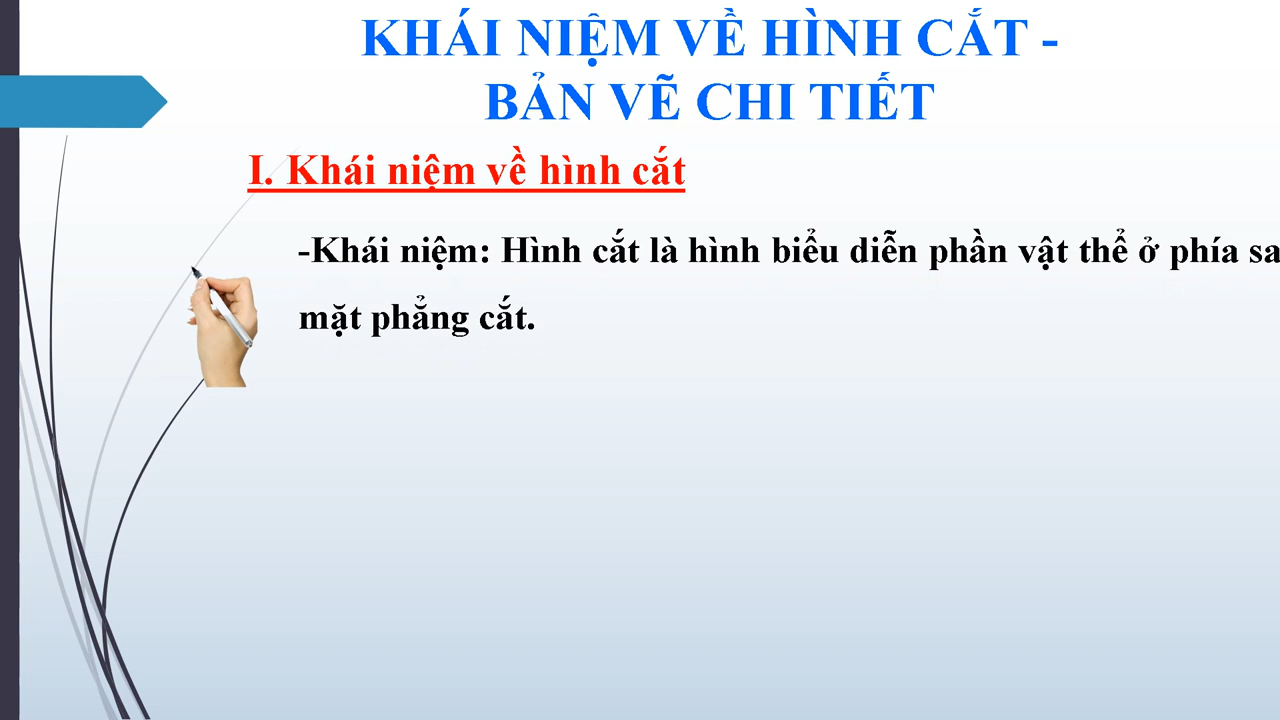 KHÁI NIỆM VỀ HÌNH CẮT -
BẢN VẼ CHI TIẾT
I. Khái niệm về hình cắt
-Khái niệm: Hình cắt là hình biểu diễn phần vật thể ở phía sa
mặt phẳng cắt.